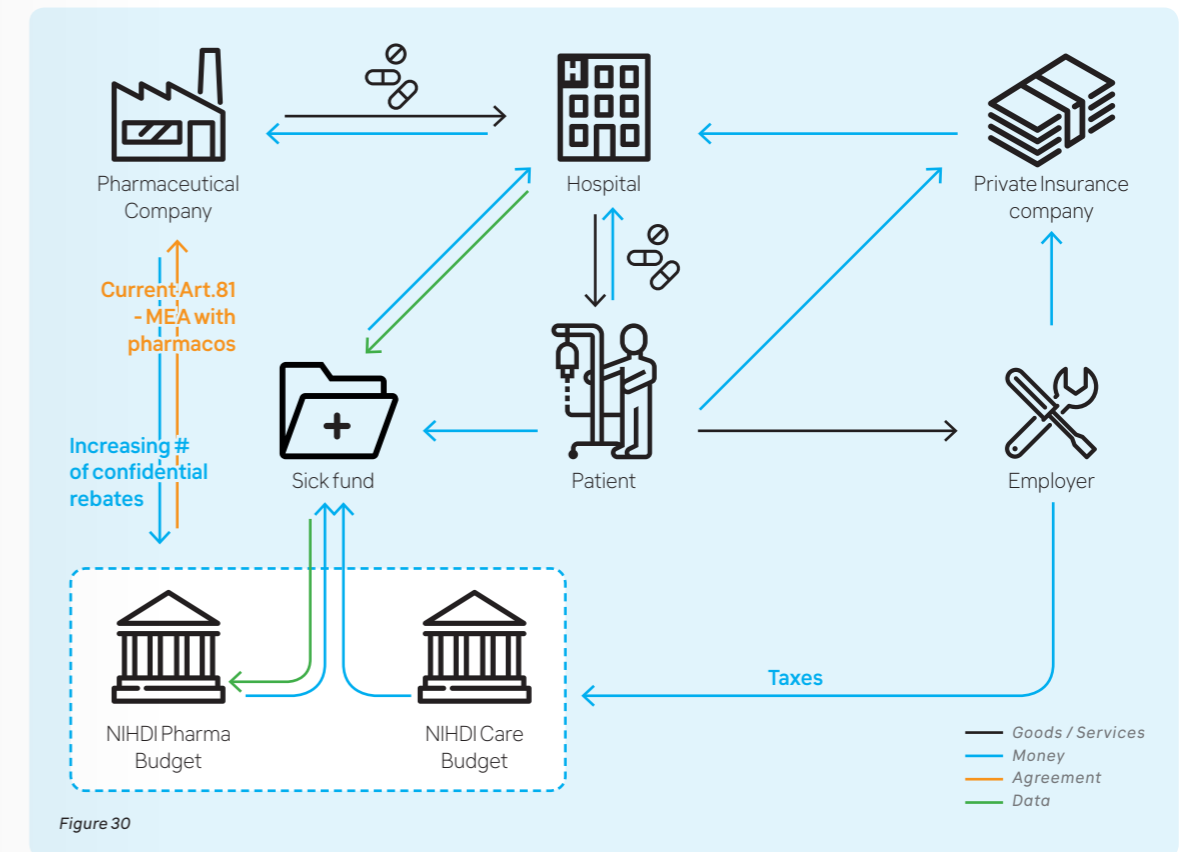 H
Pharmaceutical
Company
Hospital
Private Insurance
company
Current Art.81
- MEA with
pharmacos
Increasing #
of confidential
rebates
Sick fund
Patient
Employer
NIHDI Pharma
Budget
NIHDI Care
Budget
Taxes
Goods / Services
Money
Agreement
Data
Figure 30